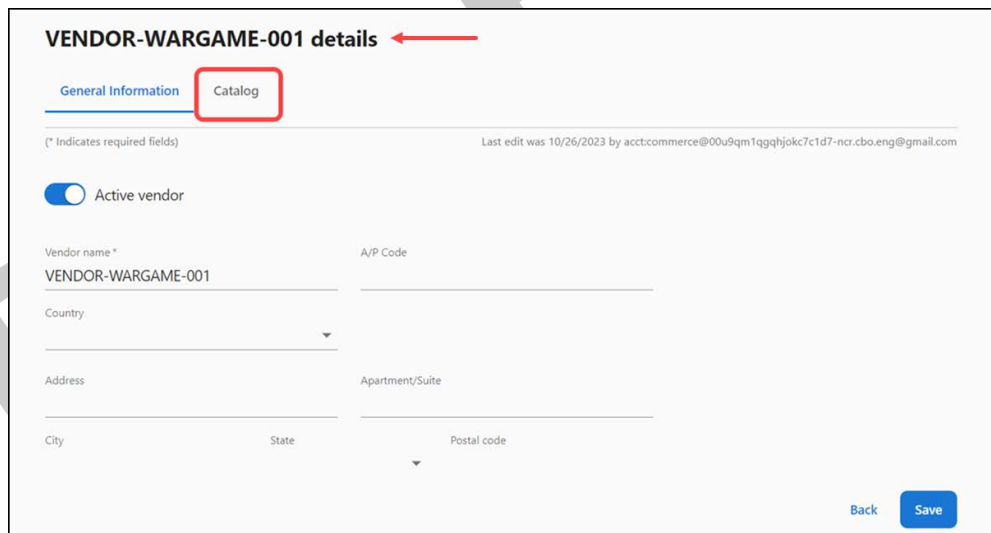 VENDOR-WARGAME-001 details
General Information Catalog
(* Indicates required fields) Last edit was 10/26/2023 by acct:commerce@00u9qm1qgqhjokc7c1d7-ncr.cbo.eng@gmail.com
Active vendor
Vendor name * A/P Code
VENDOR-WARGAME-001
Country
Address Apartment/Suite
City State Postal code
Back Save